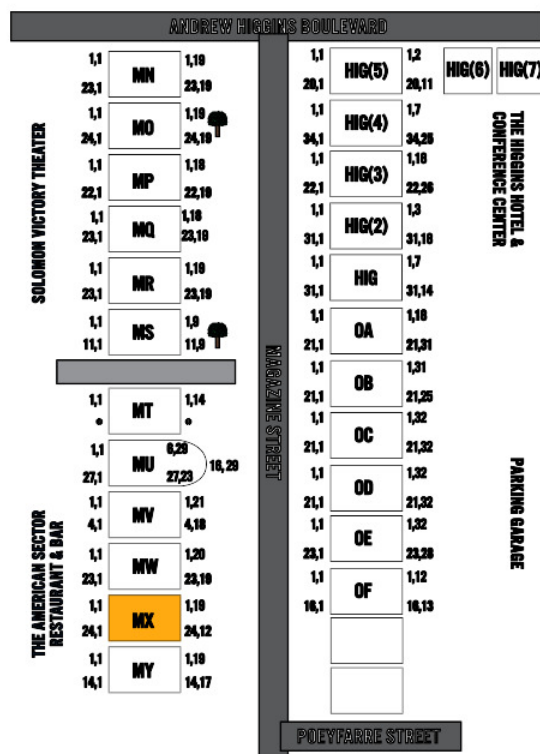 ANDREW HIGGINS BOULEVARD
SOLOMON VICTORY THEATER
1,1 MN 1,19
23,1 23,19
1,1 MO 1,19
24,1 24,19
1,1 MP 1,18
22,1 22,19
1,1 MQ 1,18
23,1 23,19
1,1 MR 1,19
23,1 23,19
1,1 MS 1,9
11,1 11,9
THE AMERICAN SECTOR
RESTAURANT & BAR
1,1 MT 1,14
1,1 MU 6,29
27,1 27,23 16,29
1,1 MV 1,21
4,1 4,18
1,1 MW 1,20
23,1 23,19
1,1 MX 1,19
24,1 24,12
1,1 MY 1,19
14,1 14,17
MAGAZINE STREET
1,1 HIG(5) 1,2 HIG(6) HIG(7)
20,1 20,11
1,1 HIG(4) 1,7
34,1 34,25
1,1 HIG(3) 1,16
22,1 22,26
1,1 HIG(2) 1,3
31,1 31,16
1,1 HIG 1,7
31,1 31,14
THE HIGGINS HOTEL &
CONFERENCE CENTER
1,1 OA 1,18
21,1 21,31
1,1 OB 1,31
21,1 21,25
1,1 OC 1,32
21,1 21,32
1,1 OD 1,32
21,1 21,32
1,1 OE 1,32
23,1 23,28
1,1 OF 1,12
16,1 16,13
PARKING GARAGE
POEYFARRE STREET